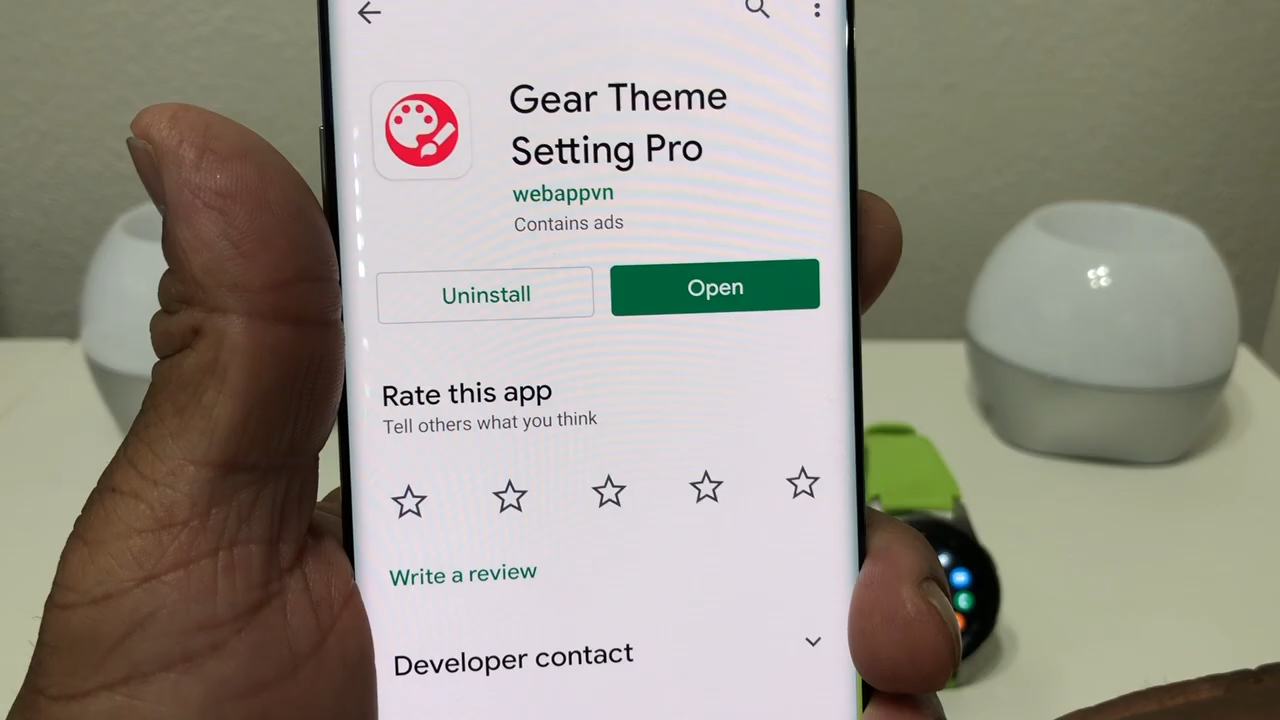 Gear Theme
Setting Pro
webappvn
Contains ads
Uninstall
Open
Rate this app
Tell others what you think
Write a review
Developer contact